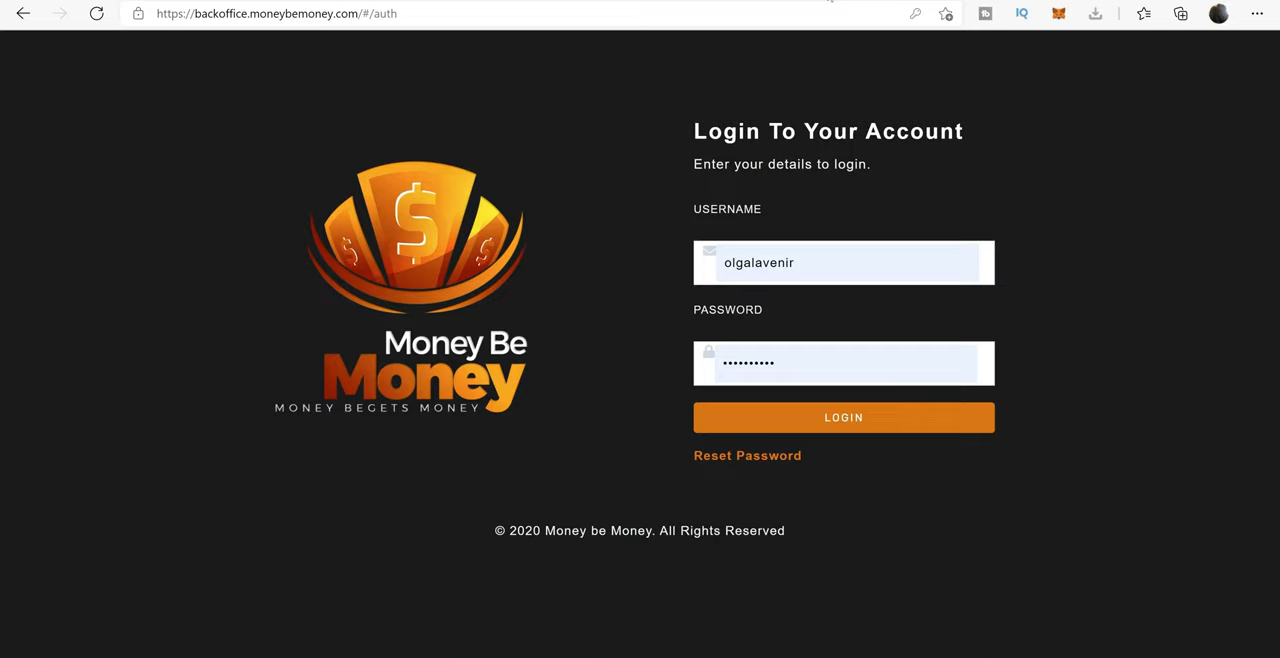 https://backoffice.moneybemoney.com/#/auth
tb
IQ
Login To Your Account
Enter your details to login.
USERNAME
olgalavenir
PASSWORD
••••••••••
LOGIN
Reset Password
$ $ $
Money Be
Money
MONEY BEGETS MONEY
© 2020 Money be Money. All Rights Reserved